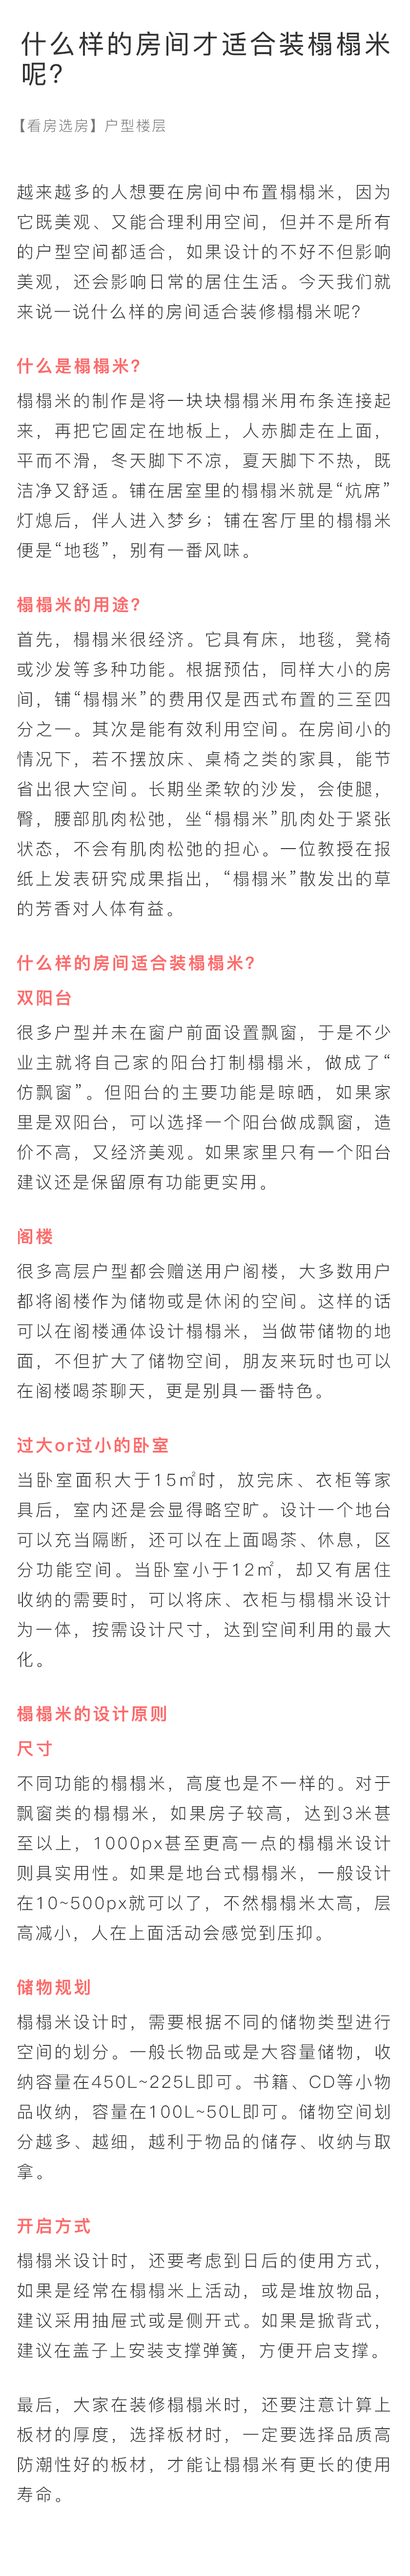 什么样的房间才适合装榻榻米
呢？
【看房选房】户型楼层
越来越多的人想要在房间中布置榻榻米，因为
它既美观、又能合理利用空间，但并不是所有
的户型空间都适合，如果设计的不好不但影响
美观，还会影响日常的居住生活。今天我们就
来说一说什么样的房间适合装修榻榻米呢？
什么是榻榻米？
榻榻米的制作是将一块块榻榻米用布条连接起
来，再把它固定在地板上，人赤脚走在上面，
平而不滑，冬天脚下不凉，夏天脚下不热，既
洁净又舒适。铺在居室里的榻榻米就是“炕席”
灯熄后，伴人进入梦乡；铺在客厅里的榻榻米
便是“地毯”，别有一番风味。
榻榻米的用途？
首先，榻榻米很经济。它具有床，地毯，凳椅
或沙发等多种功能。根据预估，同样大小的房
间，铺“榻榻米”的费用仅是西式布置的三至四
分之一。其次是能有效利用空间。在房间小的
情况下，若不摆放床、桌椅之类的家具，能节
省出很大空间。长期坐柔软的沙发，会使腿，
臀，腰部肌肉松弛，坐“榻榻米”肌肉处于紧张
状态，不会有肌肉松弛的担心。一位教授在报
纸上发表研究成果指出，“榻榻米”散发出的草
的芳香对人体有益。
什么样的房间适合装榻榻米？
双阳台
很多户型并未在窗户前面设置飘窗，于是不少
业主就将自己家的阳台打制榻榻米，做成了“
仿飘窗”。但阳台的主要功能是晾晒，如果家
里是双阳台，可以选择一个阳台做成飘窗，造
价不高，又经济美观。如果家里只有一个阳台
建议还是保留原有功能更实用。
阁楼
很多高层户型都会赠送用户阁楼，大多数用户
都将阁楼作为储物或是休闲的空间。这样的话
可以在阁楼通体设计榻榻米，当做带储物的地
面，不但扩大了储物空间，朋友来玩时也可以
在阁楼喝茶聊天，更是别具一番特色。
过大or过小的卧室
当卧室面积大于15㎡时，放完床、衣柜等家
具后，室内还是会显得略空旷。设计一个地台
可以充当隔断，还可以在上面喝茶、休息，区
分功能空间。当卧室小于12㎡，却又有居住
收纳的需要时，可以将床、衣柜与榻榻米设计
为一体，按需设计尺寸，达到空间利用的最大
化。
榻榻米的设计原则
尺寸
不同功能的榻榻米，高度也是不一样的。对于
飘窗类的榻榻米，如果房子较高，达到3米甚
至以上，1000px甚至更高一点的榻榻米设计
则具实用性。如果是地台式榻榻米，一般设计
在10~500px就可以了，不然榻榻米太高，层
高减小，人在上面活动会感觉到压抑。
储物规划
榻榻米设计时，需要根据不同的储物类型进行
空间的划分。一般长物品或是大容量储物，收
纳容量在450L~225L即可。书籍、CD等小物
品收纳，容量在100L~50L即可。储物空间划
分越多、越细，越利于物品的储存、收纳与取
拿。
开启方式
榻榻米设计时，还要考虑到日后的使用方式，
如果是经常在榻榻米上活动，或是堆放物品，
建议采用抽屉式或是侧开式。如果是掀背式，
建议在盖子上安装支撑弹簧，方便开启支撑。
最后，大家在装修榻榻米时，还要注意计算上
板材的厚度，选择板材时，一定要选择品质高
防潮性好的板材，才能让榻榻米有更长的使用
寿命。